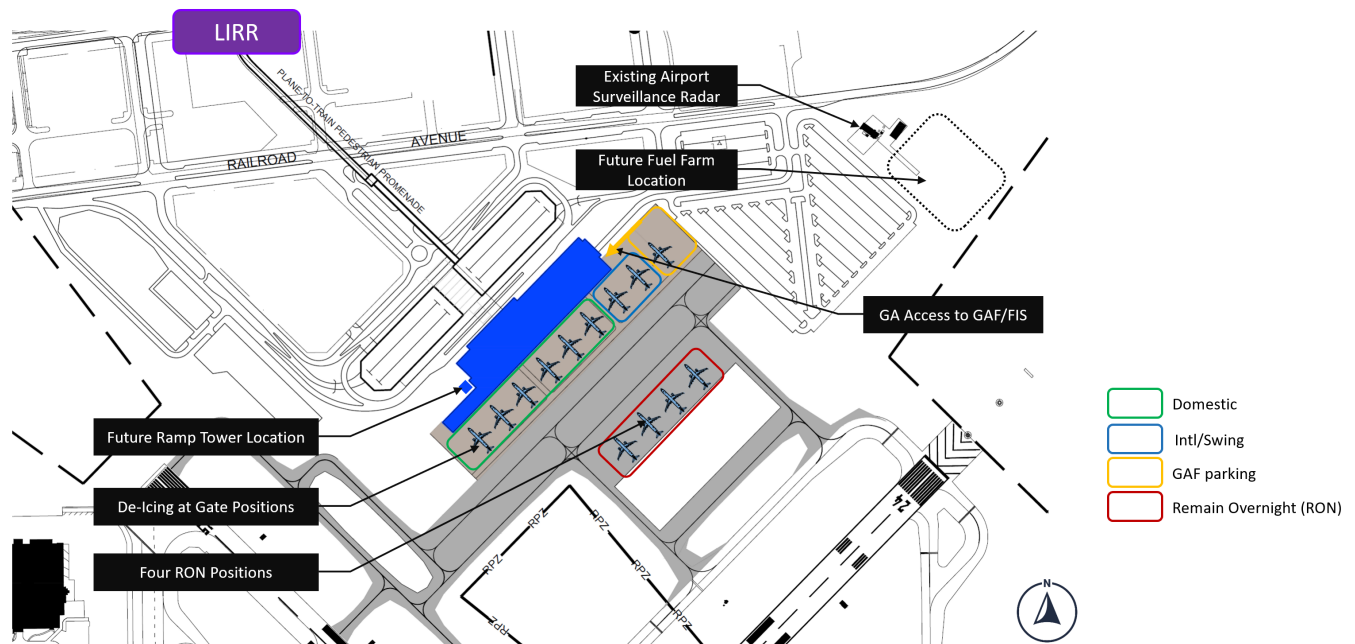 LIRR
PLANE-TO-TRAIN PEDESTRIAN PROMENADE
RAILROAD AVENUE
Existing Airport
Surveillance Radar
Future Fuel Farm
Location
GA Access to GAF/FIS
Future Ramp Tower Location
De-Icing at Gate Positions
Four RON Positions
Domestic
Intl/Swing
GAF parking
Remain Overnight (RON)
RPZ
RPZ
RPZ
RPZ
RPZ
RPZ
24
N